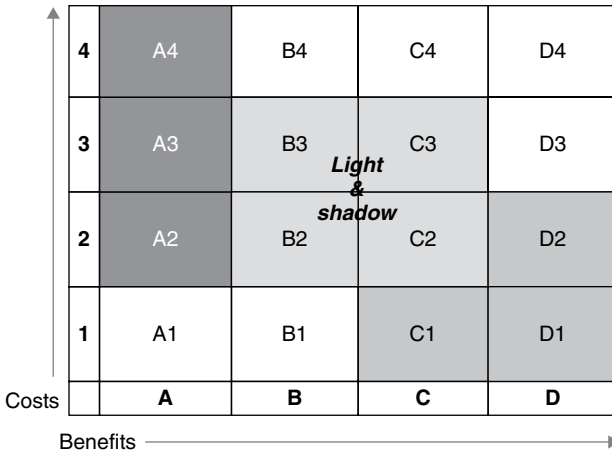 4 A4 B4 C4 D4
3 A3 B3 C3 D3
Light
&
shadow
2 A2 B2 C2 D2
1 A1 B1 C1 D1
Costs A B C D
Benefits